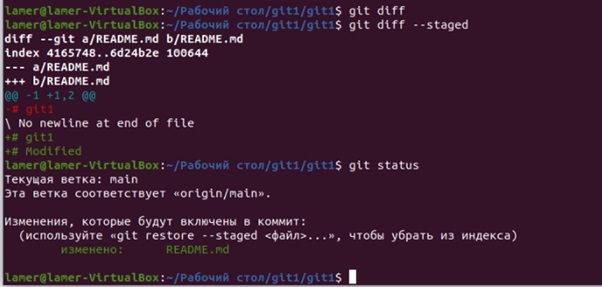 lamer@lamer-VirtualBox:~/Рабочий стол/git1/git1$ git diff
lamer@lamer-VirtualBox:~/Рабочий стол/git1/git1$ git diff --staged
diff --git a/README.md b/README.md
index 4165748..6d24b2e 100644
--- a/README.md
+++ b/README.md
@@ -1 +1,2 @@
-# git1
\ No newline at end of file
+# git1
+# Modified
lamer@lamer-VirtualBox:~/Рабочий стол/git1/git1$ git status
Текущая ветка: main
Эта ветка соответствует «origin/main».
Изменения, которые будут включены в коммит:
(используйте «git restore --staged <файл>...», чтобы убрать из индекса)
изменено: README.md
lamer@lamer-VirtualBox:~/Рабочий стол/git1/git1$